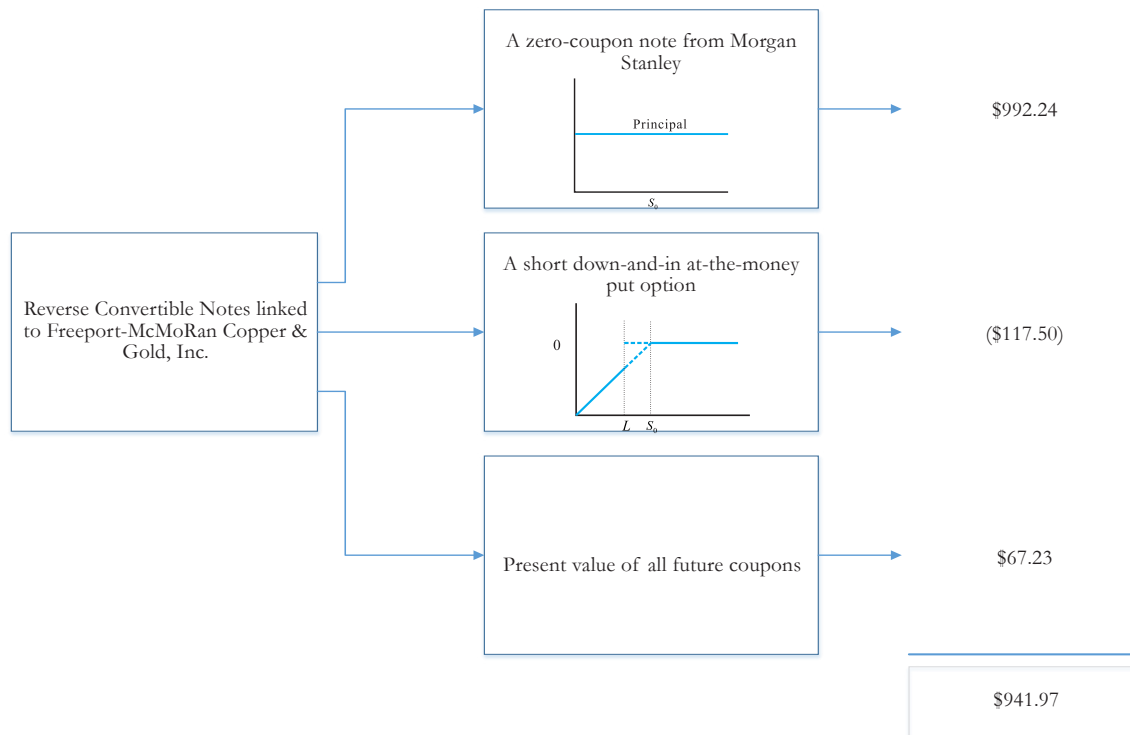 A zero-coupon note from Morgan
Stanley
Principal
S₀
$992.24
Reverse Convertible Notes linked
to Freeport-McMoRan Copper &
Gold, Inc.
A short down-and-in at-the-money
put option
0
L S₀
($117.50)
Present value of all future coupons
$67.23
$941.97